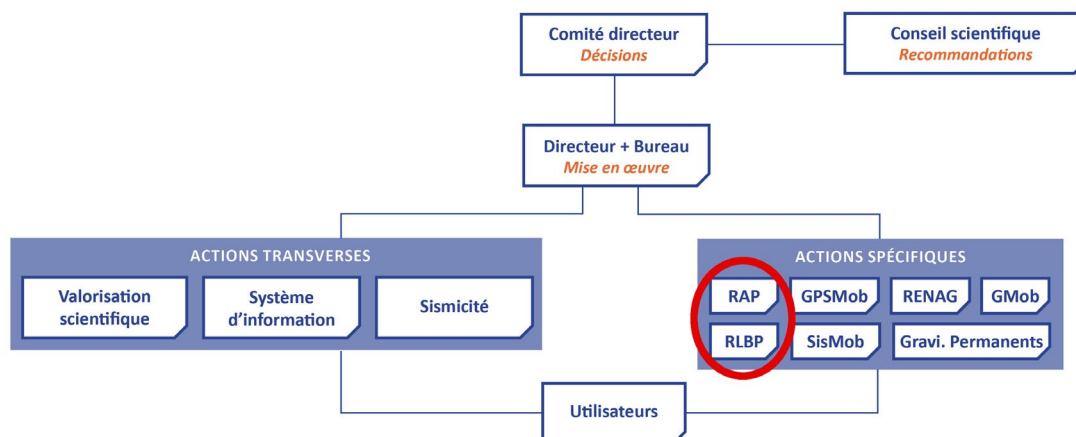 Comité directeur
Décisions
Conseil scientifique
Recommandations
Directeur + Bureau
Mise en œuvre
ACTIONS TRANSVERSES
Valorisation
scientifique
Système
d’information
Sismicité
ACTIONS SPÉCIFIQUES
RAP
GPSMob
RENAG
GMob
RLBP
SisMob
Gravi. Permanents
Utilisateurs